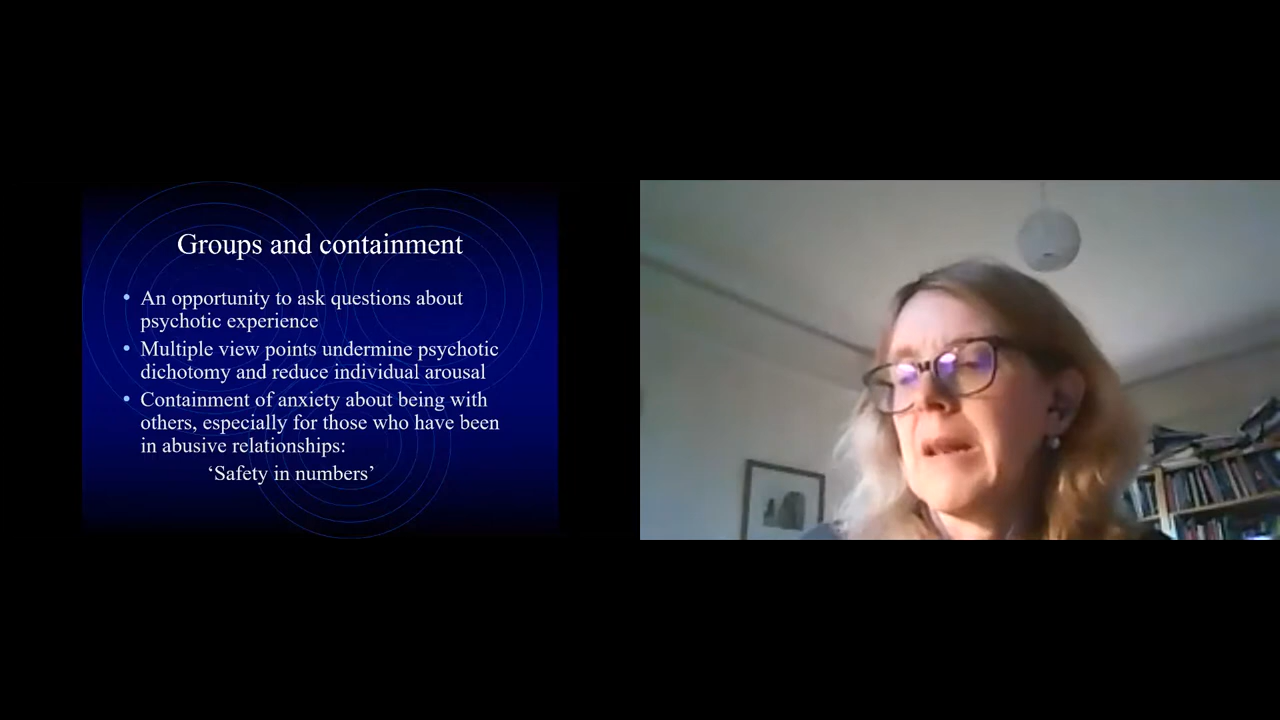 Groups and containment
• An opportunity to ask questions about
psychotic experience
• Multiple view points undermine psychotic
dichotomy and reduce individual arousal
• Containment of anxiety about being with
others, especially for those who have been
in abusive relationships:
‘Safety in numbers’